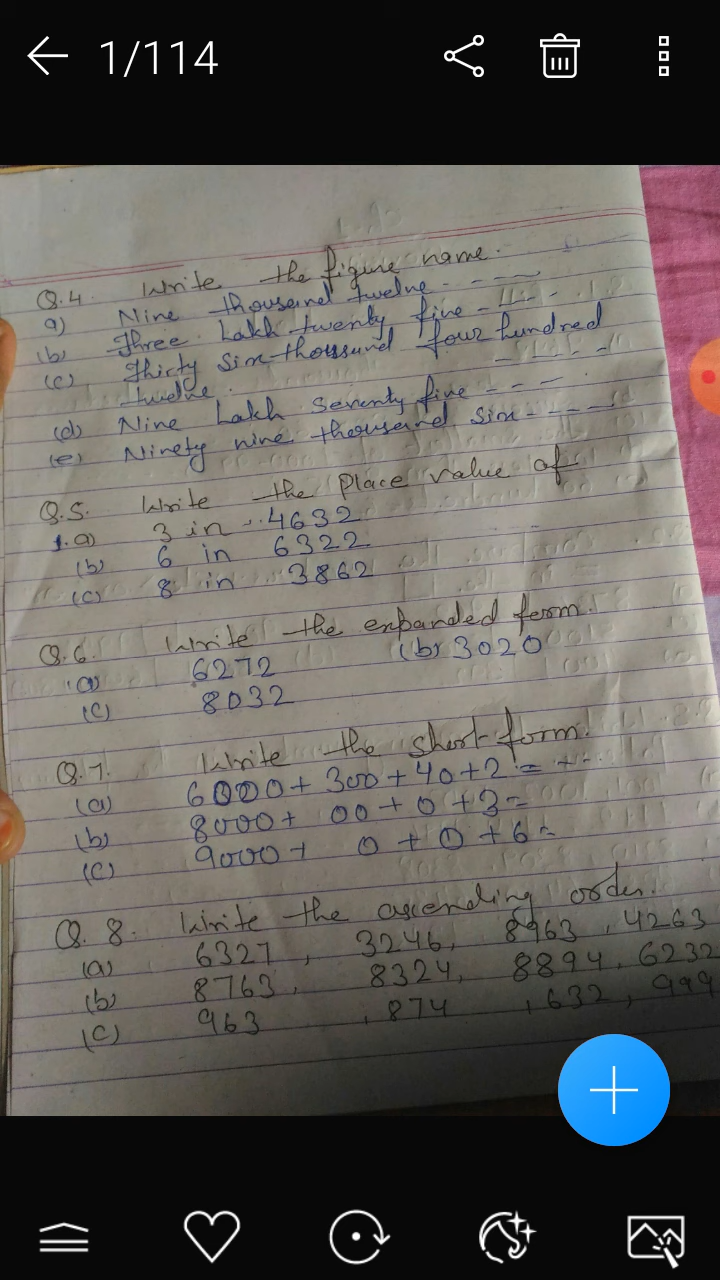 1/114
Q.4. Write the figure name.
a) Nine thousand twelve - - - -
(b) Three Lakh twenty five - - - -
(c) Thirty Six thousand four hundred
twelve. - - - - -
(d) Nine Lakh Seventy five - - - -
(e) Ninety nine thousand six - - - -
Q.5. Write the Place value of
1.a) 3 in 4632
(b) 6 in 6322
(c) 8 in 3862
Q.6. Write the expanded form.
(a) 6272 (b) 3020
(c) 8032
Q.7. Write the short form.
(a) 6000 + 300 + 40 + 2 =
(b) 8000 + 00 + 0 + 3 =
(c) 9000 + 0 + 0 + 6 =
Q. 8. Write the ascending order.
(a) 6327, 3246, 8963, 4263
(b) 8763, 8324, 8894, 6232
(c) 963, 874, 632, 999